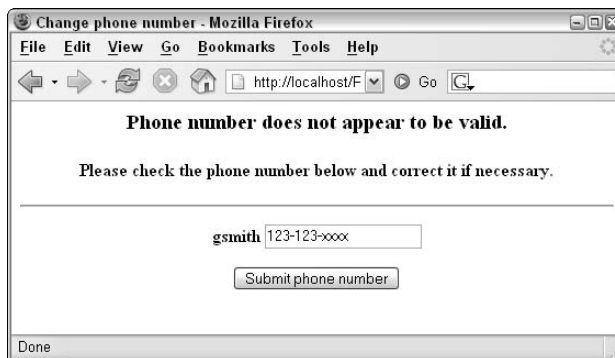 Change phone number - Mozilla Firefox
File Edit View Go Bookmarks Tools Help
http://localhost/F Go G
Phone number does not appear to be valid.
Please check the phone number below and correct it if necessary.
gsmith 123-123-xxxx
Submit phone number
Done